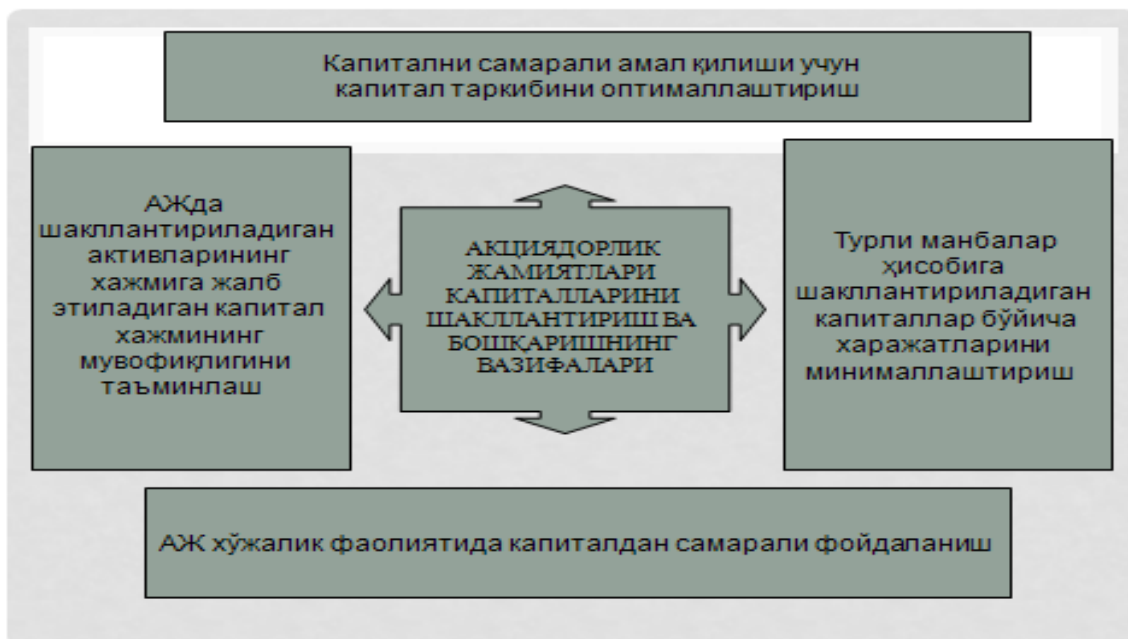 Капитални самарали амал қилиши учун
капитал таркибини оптималлаштириш
АЖда
шакллантириладиган
активларининг
хажмига жалб
этиладиган капитал
хажмининг
мувофиқлигини
таъминлаш
АКЦИЯДОРЛИК
ЖАМИЯТЛАРИ
КАПИТАЛЛАРИНИ
ШАКЛЛАНТИРИШ ВА
БОШҚАРИШНИНГ
ВАЗИФАЛАРИ
Турли манбалар
ҳисобига
шакллантириладиган
капиталлар бўйича
харажатларини
минималлаштириш
АЖ хўжалик фаолиятида капиталдан самарали фойдаланиш